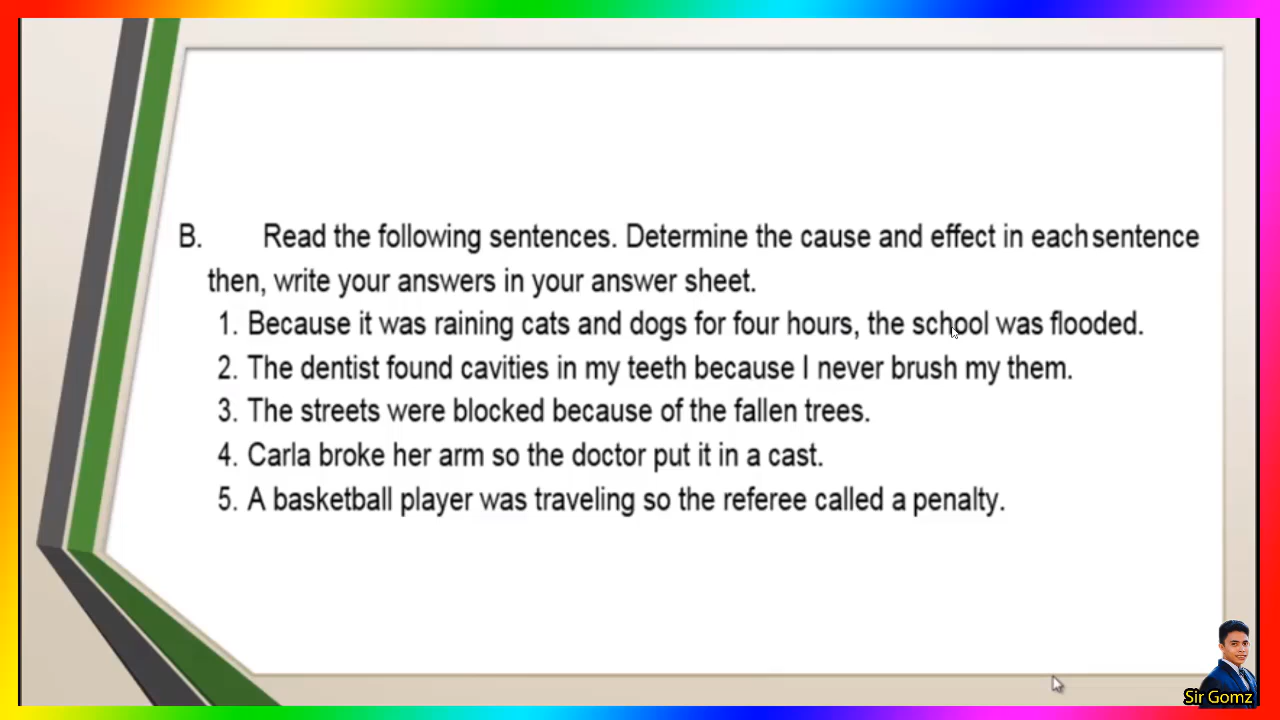 B. Read the following sentences. Determine the cause and effect in each sentence
then, write your answers in your answer sheet.
1. Because it was raining cats and dogs for four hours, the school was flooded.
2. The dentist found cavities in my teeth because I never brush my them.
3. The streets were blocked because of the fallen trees.
4. Carla broke her arm so the doctor put it in a cast.
5. A basketball player was traveling so the referee called a penalty.
Sir Gomz